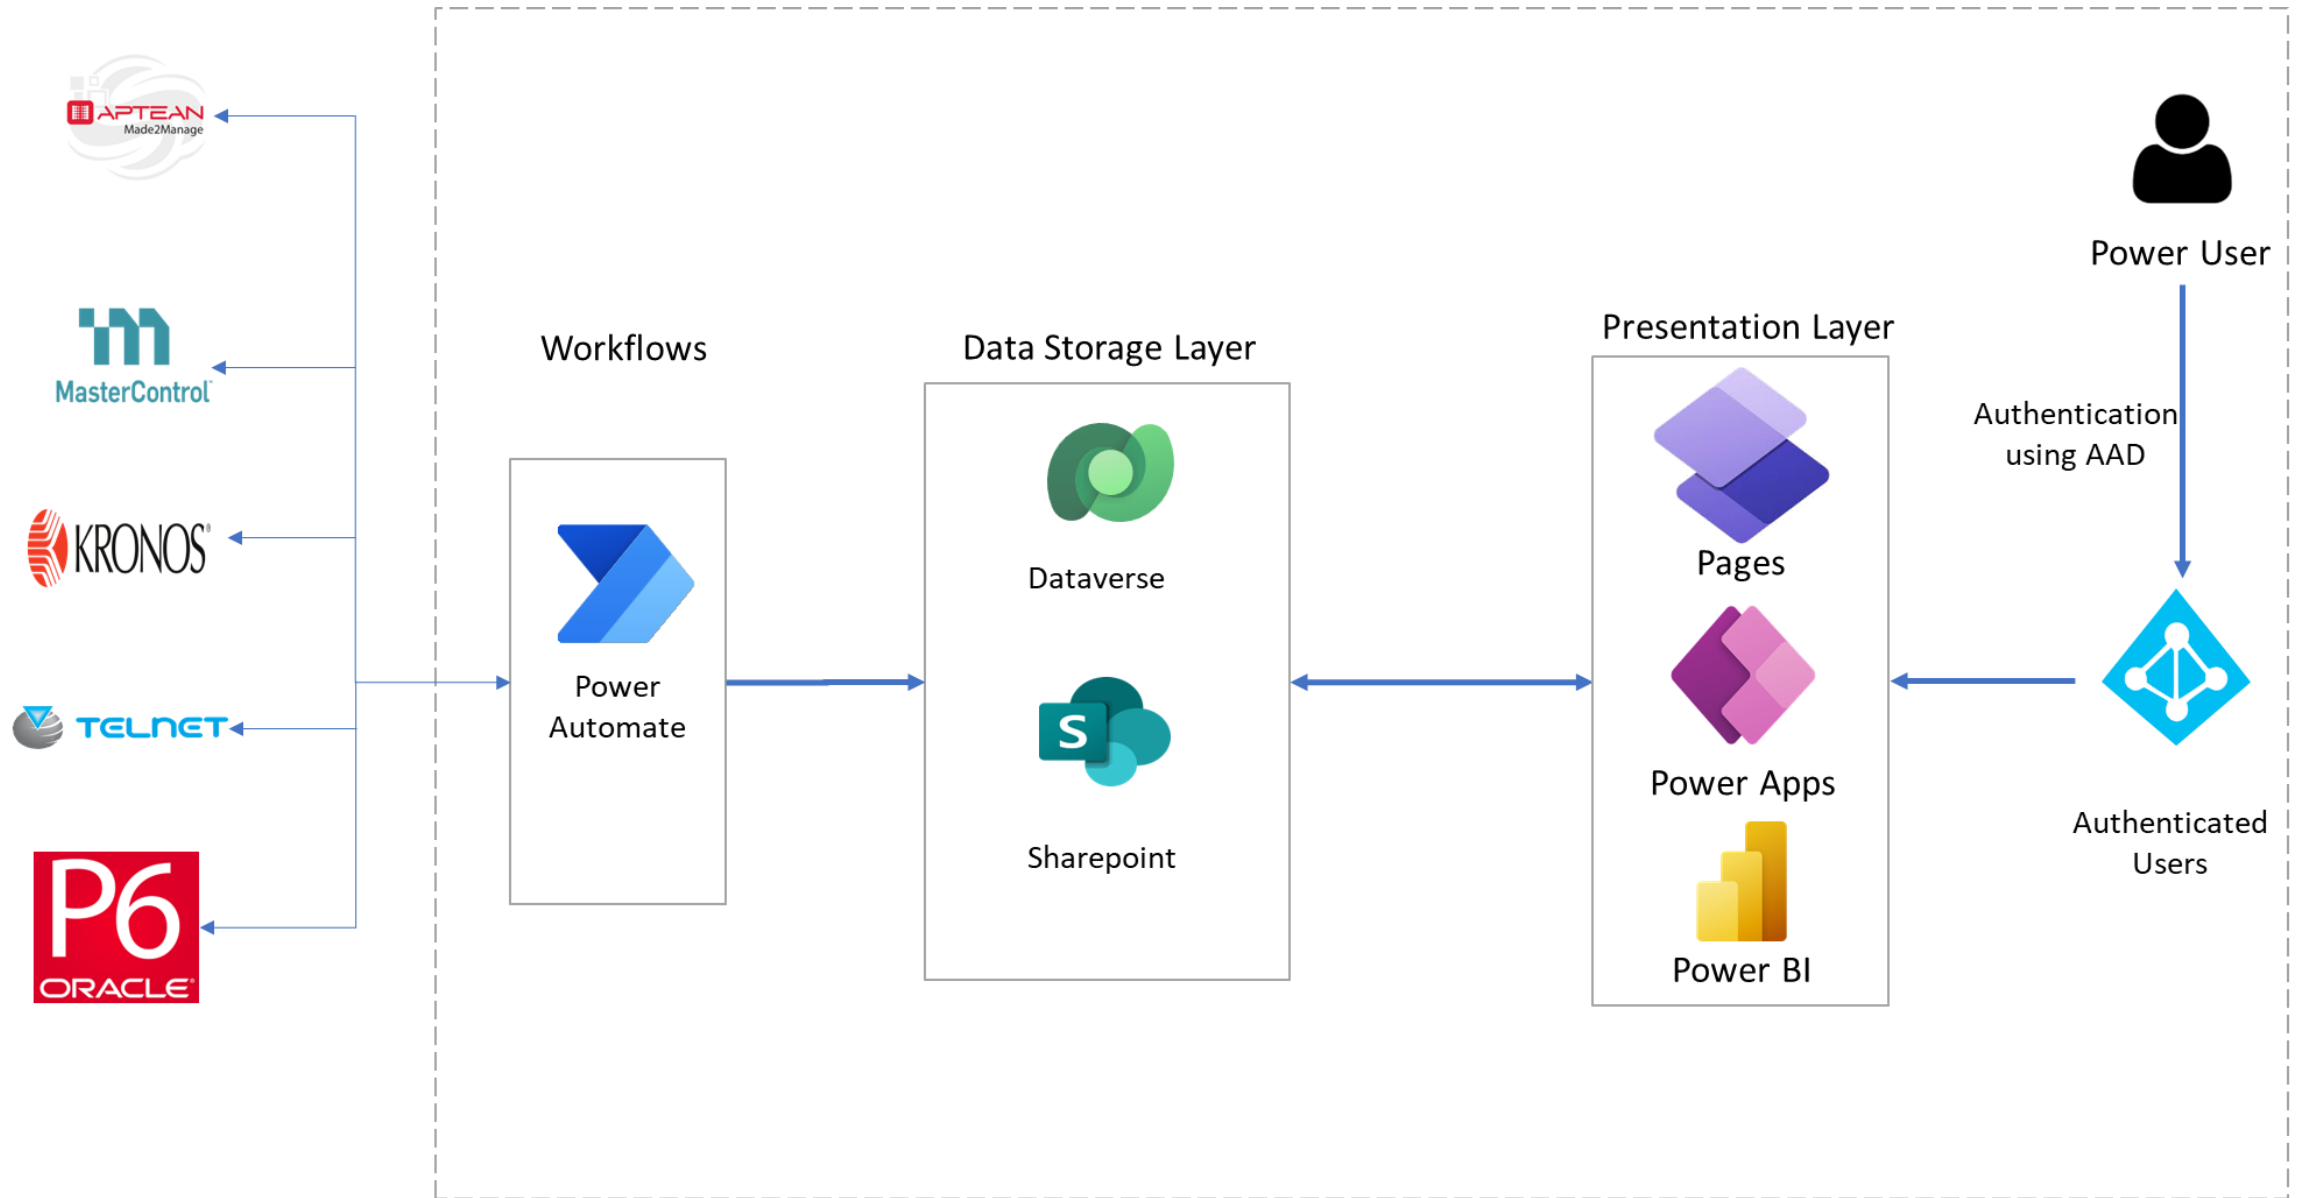 APTEAN
Made2Manage
MasterControl™
KRONOS®
TELNET
P6
ORACLE®
Workflows
Power
Automate
Data Storage Layer
Dataverse
S
Sharepoint
Presentation Layer
Pages
Power Apps
Power BI
Power User
Authentication
using AAD
Authenticated
Users